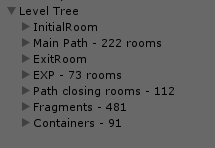 Level Tree
InitialRoom
Main Path - 222 rooms
ExitRoom
EXP - 73 rooms
Path closing rooms - 112
Fragments - 481
Containers - 91